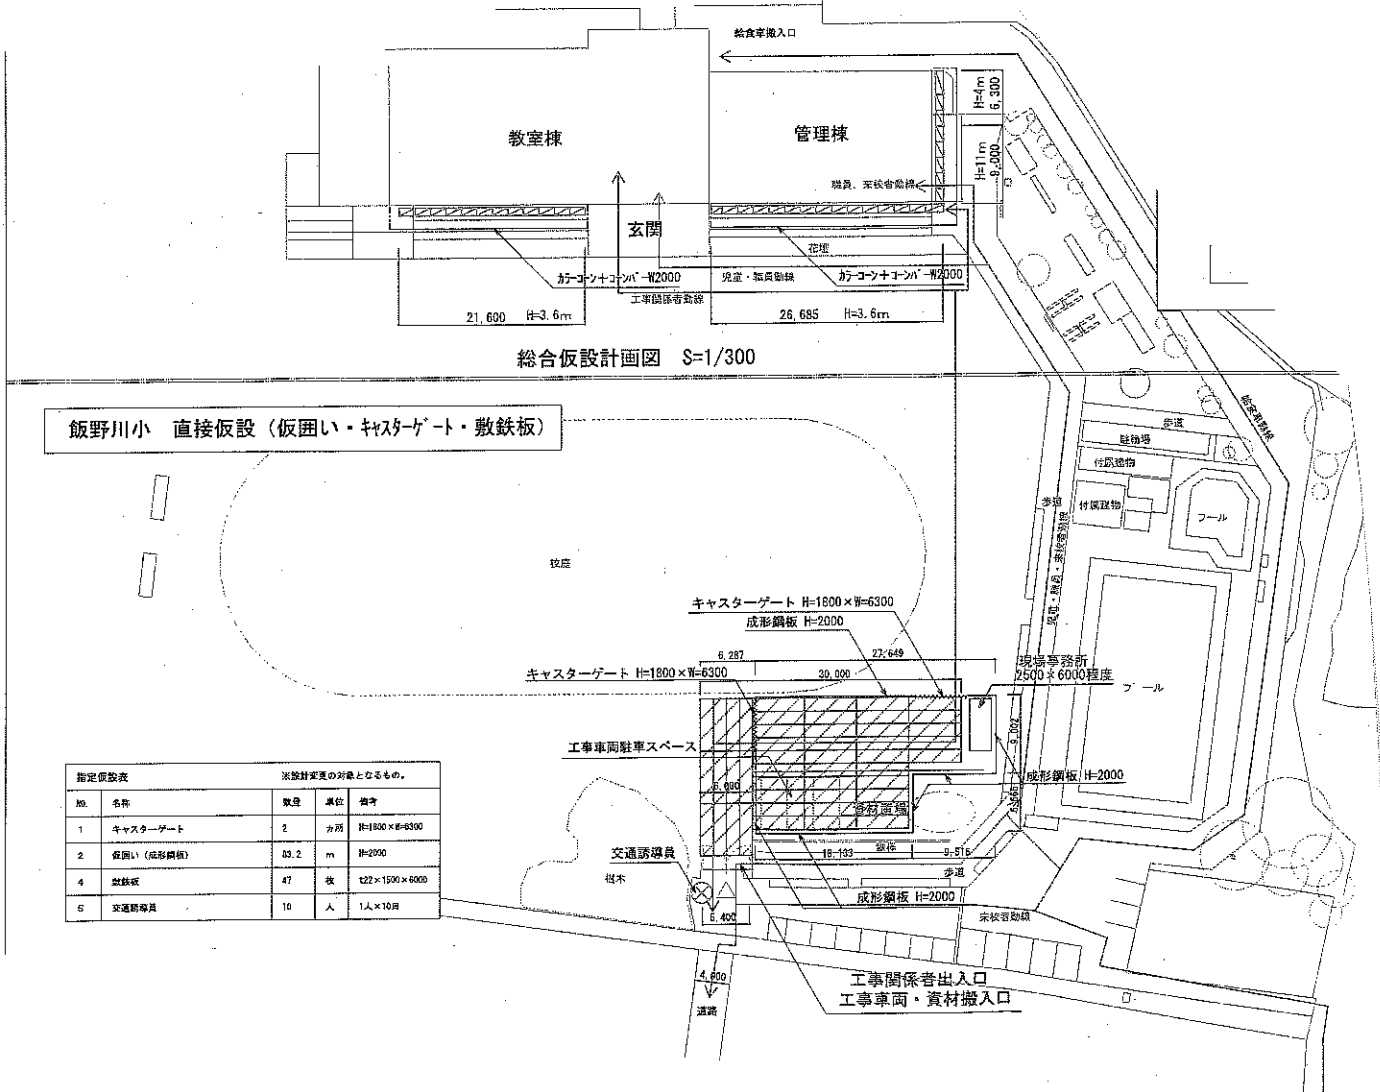 給食車搬入口
教室棟
管理棟
H=4m
6,300
H=11m
9,000
職員、来校者動線
玄関
花壇
カラーコーン+コーンバーW2000
児童・職員動線
カラーコーン+コーンバーW2000
工事関係者動線
21,600 H=3.6m
26,685 H=3.6m
総合仮設計画図 S=1/300
飯野川小 直接仮設（仮囲い・キャスターゲート・敷鉄板）
給食車動線
歩道
駐輪場
付属建物
付属建物
プール
歩道
児童・職員・来校者動線
校庭
キャスターゲート H=1800×W=6300
成形鋼板 H=2000
6,287
27,649
キャスターゲート H=1800×W=6300
30,000
現場事務所
2500×6000程度
プール
9,002
工事車両駐車スペース
成形鋼板 H=2000
6,000
資材置場
18,133
9,516
歩道
交通誘導員
樹木
成形鋼板 H=2000
6,400
来校者動線
4,600
工事関係者出入口
工事車両・資材搬入口
道路
指定仮設表 ※設計変更の対象となるもの。
№ 名称 数量 単位 備考
1 キャスターゲート 2 カ所 H=1800×W=6300
2 仮囲い（成形鋼板） 83.2 m H=2000
4 敷鉄板 47 枚 t22×1500×6000
5 交通誘導員 10 人 1人×10日